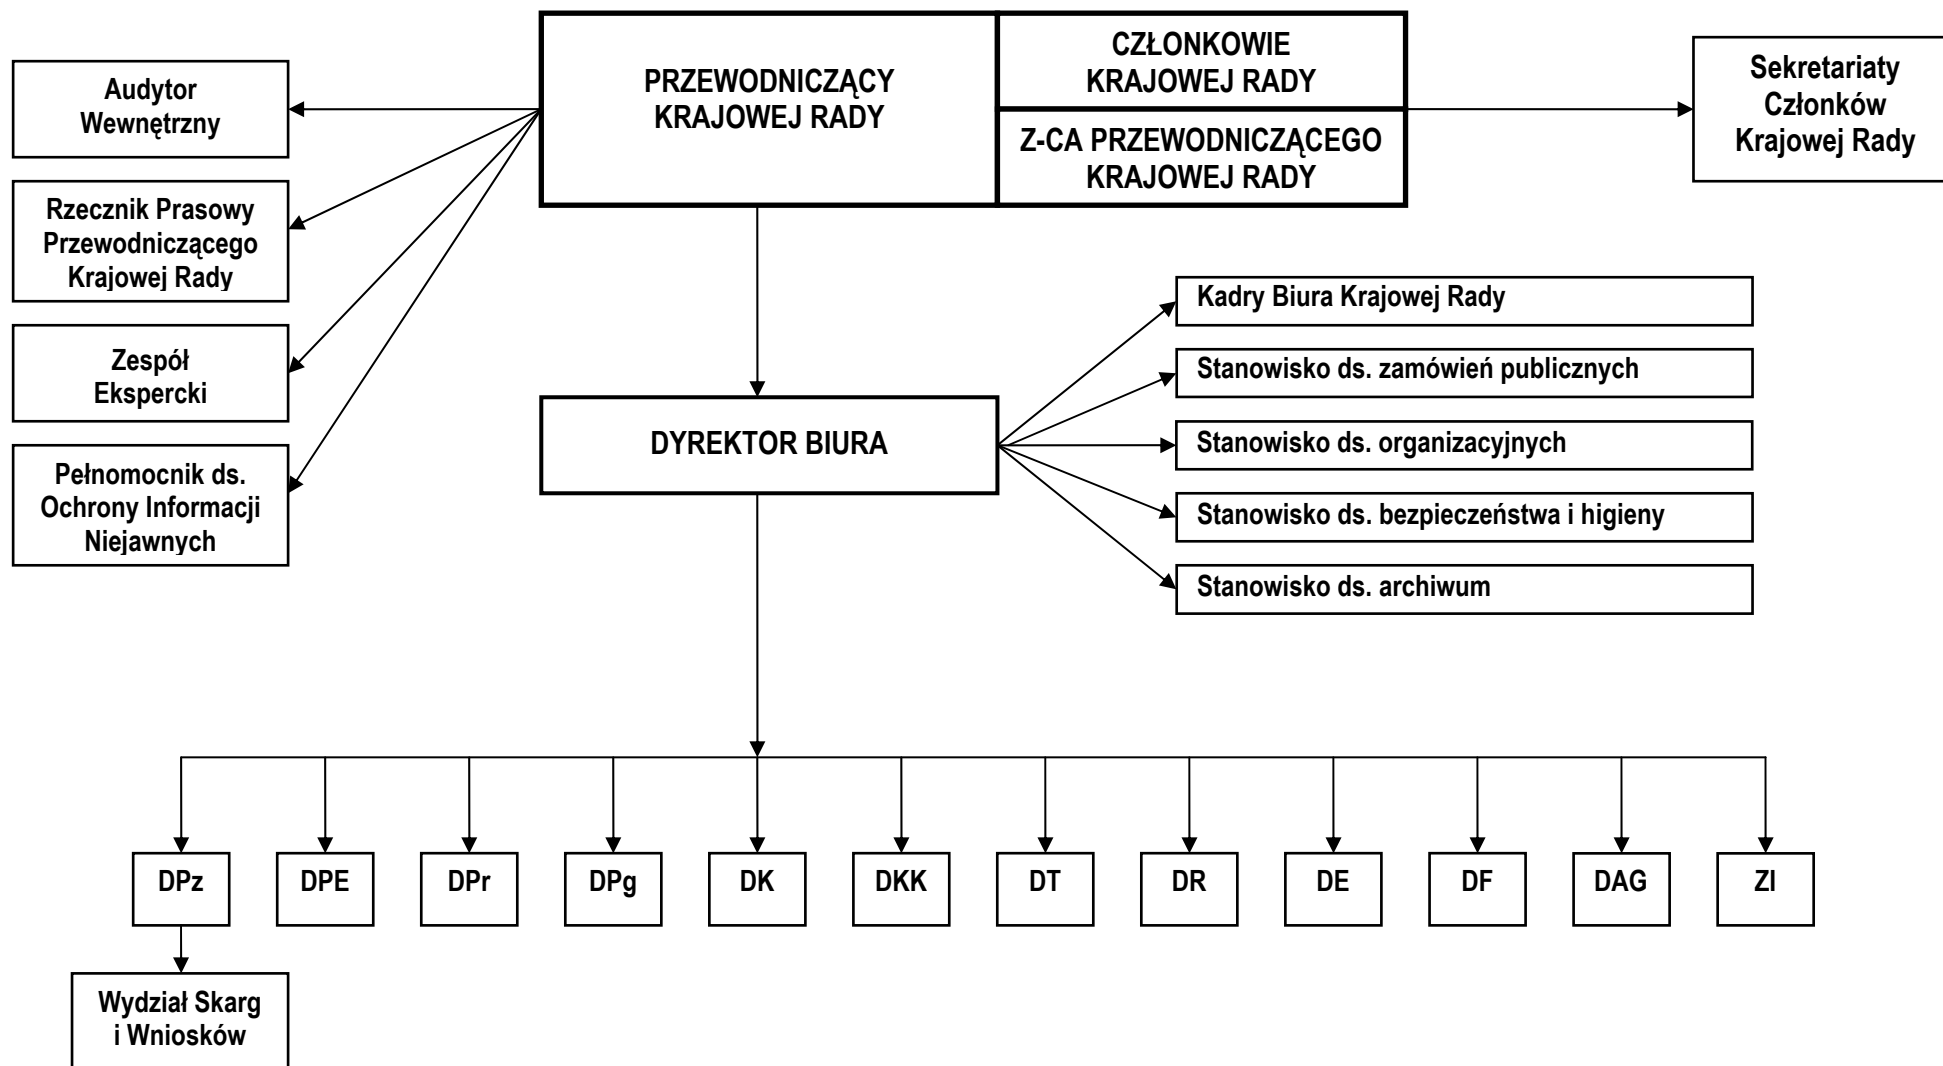 PRZEWODNICZĄCY
KRAJOWEJ RADY
CZŁONKOWIE
KRAJOWEJ RADY
Z-CA PRZEWODNICZĄCEGO
KRAJOWEJ RADY
Sekretariaty
Członków
Krajowej Rady
Audytor
Wewnętrzny
Rzecznik Prasowy
Przewodniczącego
Krajowej Rady
Zespół
Ekspercki
Pełnomocnik ds.
Ochrony Informacji
Niejawnych
DYREKTOR BIURA
Kadry Biura Krajowej Rady
Stanowisko ds. zamówień publicznych
Stanowisko ds. organizacyjnych
Stanowisko ds. bezpieczeństwa i higieny
Stanowisko ds. archiwum
DPz
DPE
DPr
DPg
DK
DKK
DT
DR
DE
DF
DAG
ZI
Wydział Skarg
i Wniosków